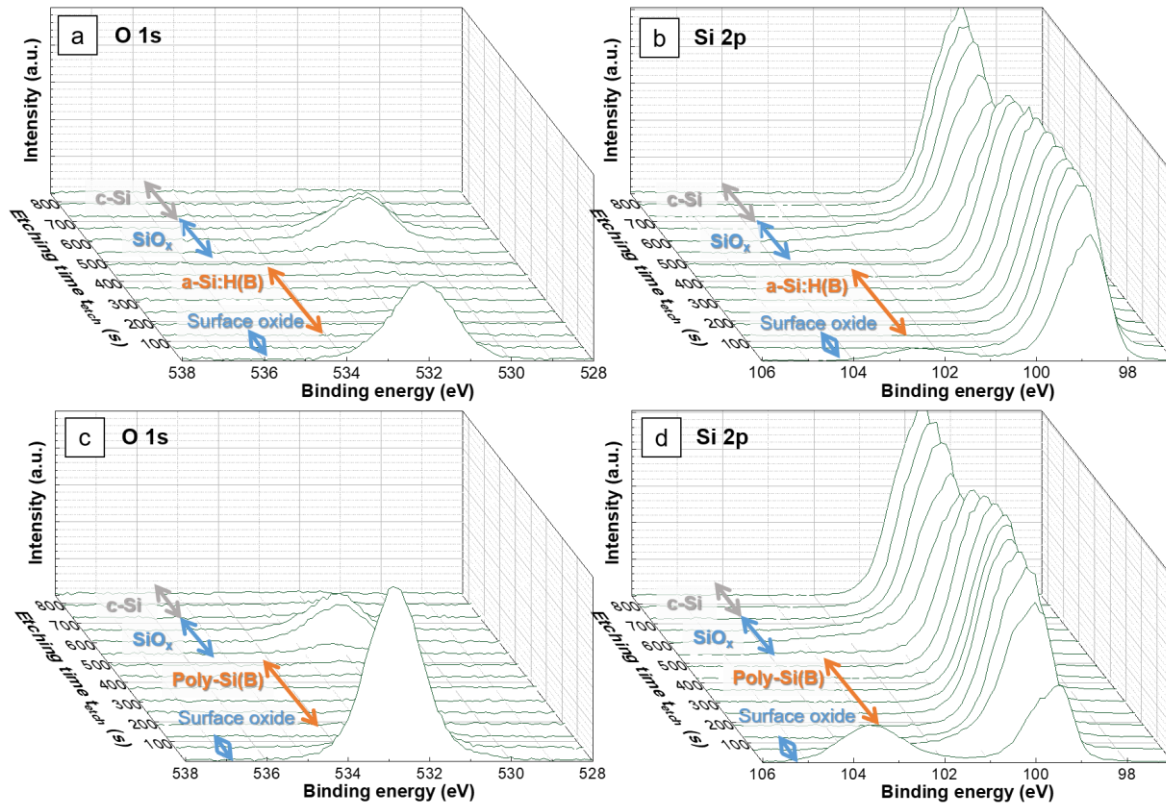 a O 1s
Intensity (a.u.)
c-Si
SiOₓ
a-Si:H(B)
Surface oxide
800
700
600
500
400
300
200
100
Etching time t_etch (s)
538 536 534 532 530 528
Binding energy (eV)
b Si 2p
Intensity (a.u.)
c-Si
SiOₓ
a-Si:H(B)
Surface oxide
800
700
600
500
400
300
200
100
Etching time t_etch (s)
106 104 102 100 98
Binding energy (eV)
c O 1s
Intensity (a.u.)
c-Si
SiOₓ
Poly-Si(B)
Surface oxide
800
700
600
500
400
300
200
100
Etching time t_etch (s)
538 536 534 532 530 528
Binding energy (eV)
d Si 2p
Intensity (a.u.)
c-Si
SiOₓ
Poly-Si(B)
Surface oxide
800
700
600
500
400
300
200
100
Etching time t_etch (s)
106 104 102 100 98
Binding energy (eV)